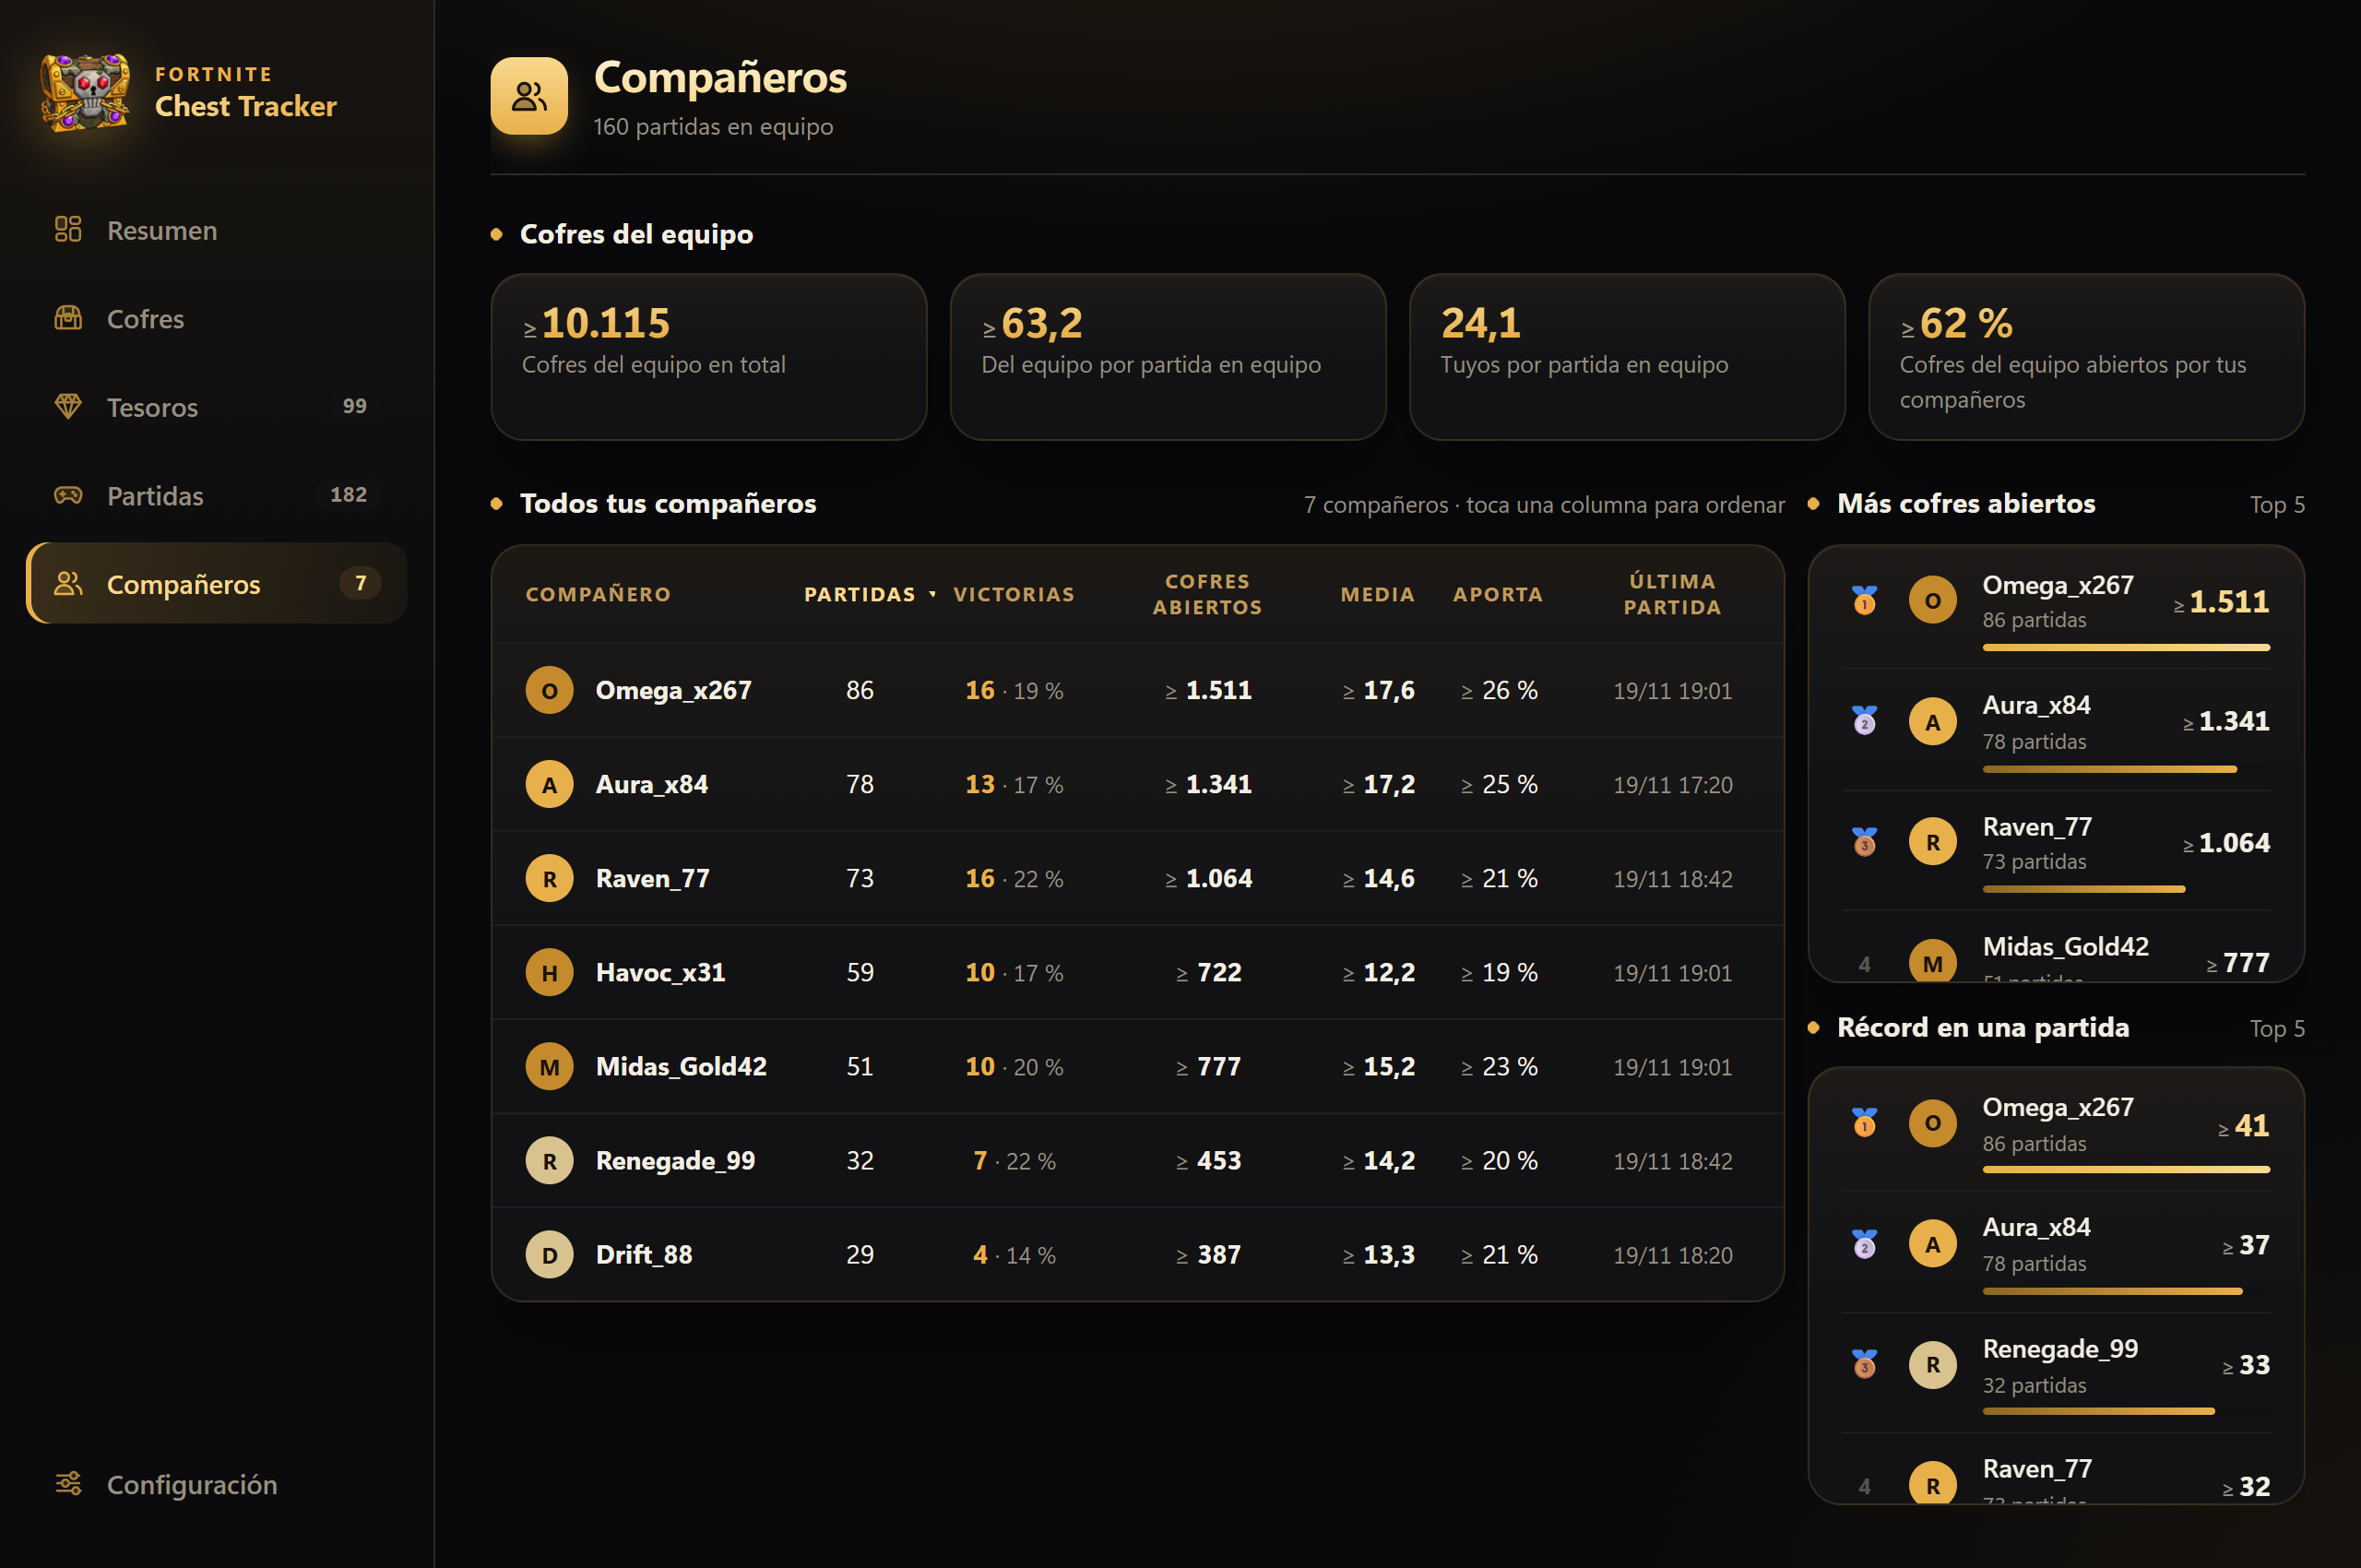 FORTNITE
Chest Tracker
Resumen
Cofres
Tesoros 99
Partidas 182
Compañeros 7
Configuración
Compañeros
160 partidas en equipo
Cofres del equipo
≥ 10.115
Cofres del equipo en total
≥ 63,2
Del equipo por partida en equipo
24,1
Tuyos por partida en equipo
≥ 62 %
Cofres del equipo abiertos por tus
compañeros
Todos tus compañeros 7 compañeros · toca una columna para ordenar
COMPAÑERO PARTIDAS ▼ VICTORIAS COFRES ABIERTOS MEDIA APORTA ÚLTIMA PARTIDA
O Omega_x267 86 16 · 19 % ≥ 1.511 ≥ 17,6 ≥ 26 % 19/11 19:01
A Aura_x84 78 13 · 17 % ≥ 1.341 ≥ 17,2 ≥ 25 % 19/11 17:20
R Raven_77 73 16 · 22 % ≥ 1.064 ≥ 14,6 ≥ 21 % 19/11 18:42
H Havoc_x31 59 10 · 17 % ≥ 722 ≥ 12,2 ≥ 19 % 19/11 19:01
M Midas_Gold42 51 10 · 20 % ≥ 777 ≥ 15,2 ≥ 23 % 19/11 19:01
R Renegade_99 32 7 · 22 % ≥ 453 ≥ 14,2 ≥ 20 % 19/11 18:42
D Drift_88 29 4 · 14 % ≥ 387 ≥ 13,3 ≥ 21 % 19/11 18:20
Más cofres abiertos Top 5
1 O Omega_x267 ≥ 1.511
86 partidas
2 A Aura_x84 ≥ 1.341
78 partidas
3 R Raven_77 ≥ 1.064
73 partidas
4 M Midas_Gold42 ≥ 777
51 partidas
Récord en una partida Top 5
1 O Omega_x267 ≥ 41
86 partidas
2 A Aura_x84 ≥ 37
78 partidas
3 R Renegade_99 ≥ 33
32 partidas
4 R Raven_77 ≥ 32
73 partidas